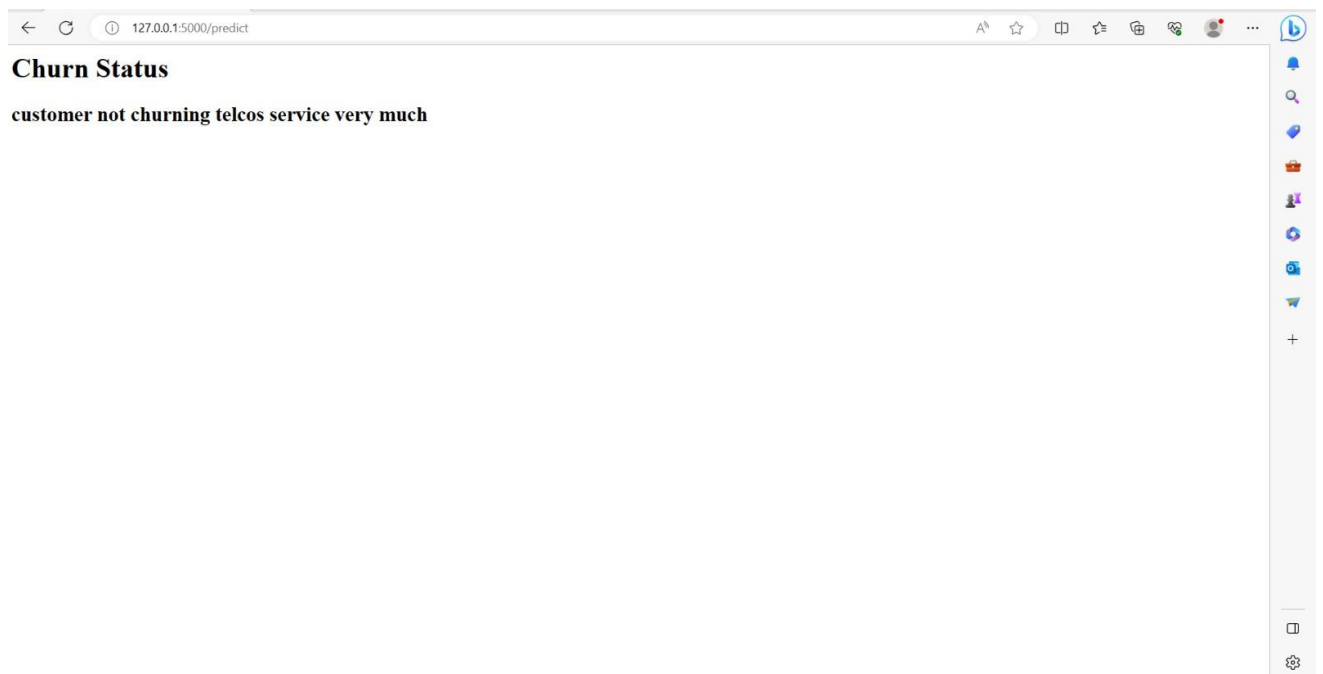 127.0.0.1:5000/predict
Churn Status
customer not churning telcos service very much